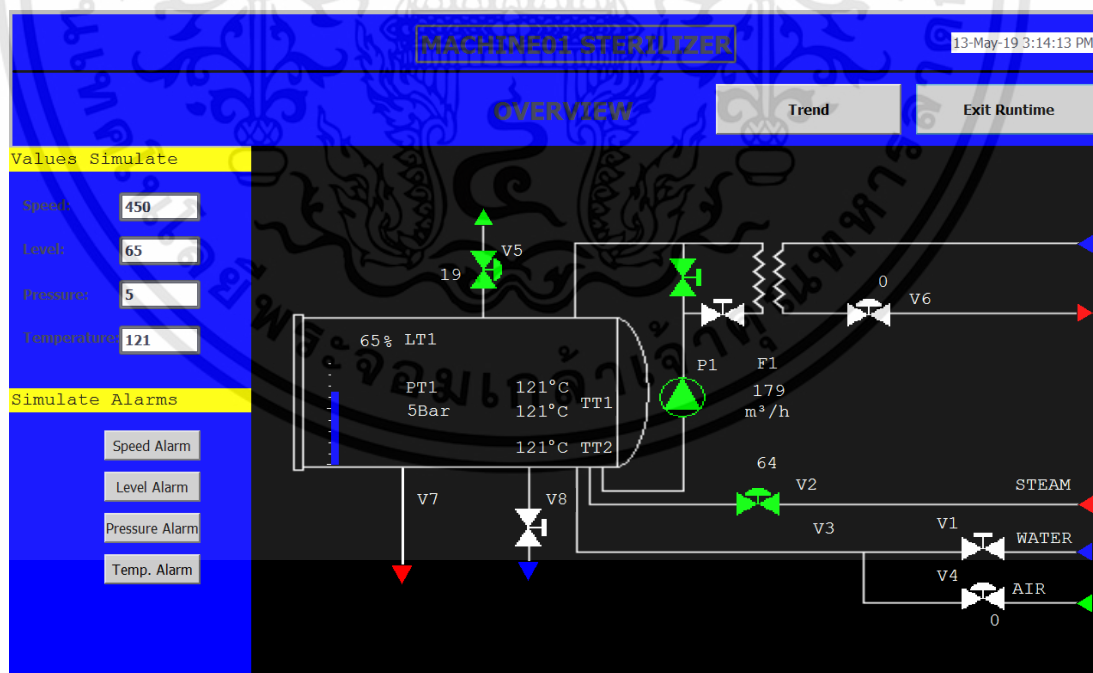 MACHINE01 STERILIZER
13-May-19 3:14:13 PM
OVERVIEW
Trend
Exit Runtime
Values Simulate
Speed: 450
Level: 65
Pressure: 5
Temperature: 121
Simulate Alarms
Speed Alarm
Level Alarm
Pressure Alarm
Temp. Alarm
V5
19
0
V6
65% LT1
P1
F1
PT1
121°C
179
5Bar
121°C
TT1
m³/h
121°C TT2
64
V2
STEAM
V7
V8
V3
V1
WATER
V4
AIR
0